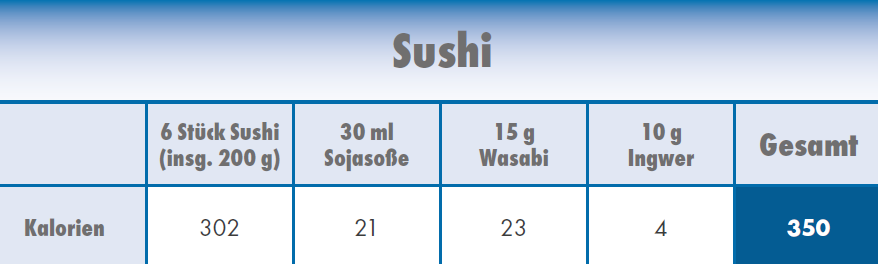 Sushi
6 Stück Sushi
(insg. 200 g)
30 ml
Sojasoße
15 g
Wasabi
10 g
Ingwer
Gesamt
Kalorien
302
21
23
4
350